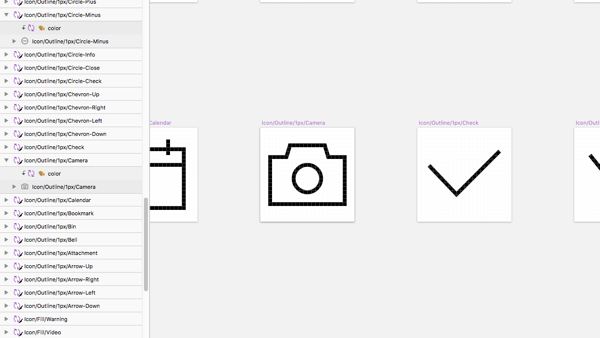 Icon/Outline/1px/Circle-Plus
Icon/Outline/1px/Circle-Minus
color
Icon/Outline/1px/Circle-Minus
Icon/Outline/1px/Circle-Info
Icon/Outline/1px/Circle-Close
Icon/Outline/1px/Circle-Check
Icon/Outline/1px/Chevron-Up
Icon/Outline/1px/Chevron-Right
Icon/Outline/1px/Chevron-Left
Icon/Outline/1px/Chevron-Down
Icon/Outline/1px/Check
Icon/Outline/1px/Camera
color
Icon/Outline/1px/Camera
Icon/Outline/1px/Calendar
Icon/Outline/1px/Bookmark
Icon/Outline/1px/Bin
Icon/Outline/1px/Bell
Icon/Outline/1px/Attachment
Icon/Outline/1px/Arrow-Up
Icon/Outline/1px/Arrow-Right
Icon/Outline/1px/Arrow-Left
Icon/Outline/1px/Arrow-Down
Icon/Fill/Warning
Icon/Fill/Video
Calendar
Icon/Outline/1px/Camera
Icon/Outline/1px/Check
Icon/Outl